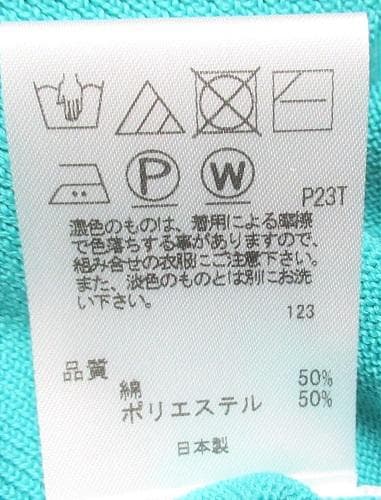 P
W
P23T
濃色のものは、着用による摩擦
で色落ちする事がありますので、
組み合せの衣服にご注意下さい。
また、淡色のものとは別にお洗
い下さい。
123
品質
綿 50%
ポリエステル 50%
日本製